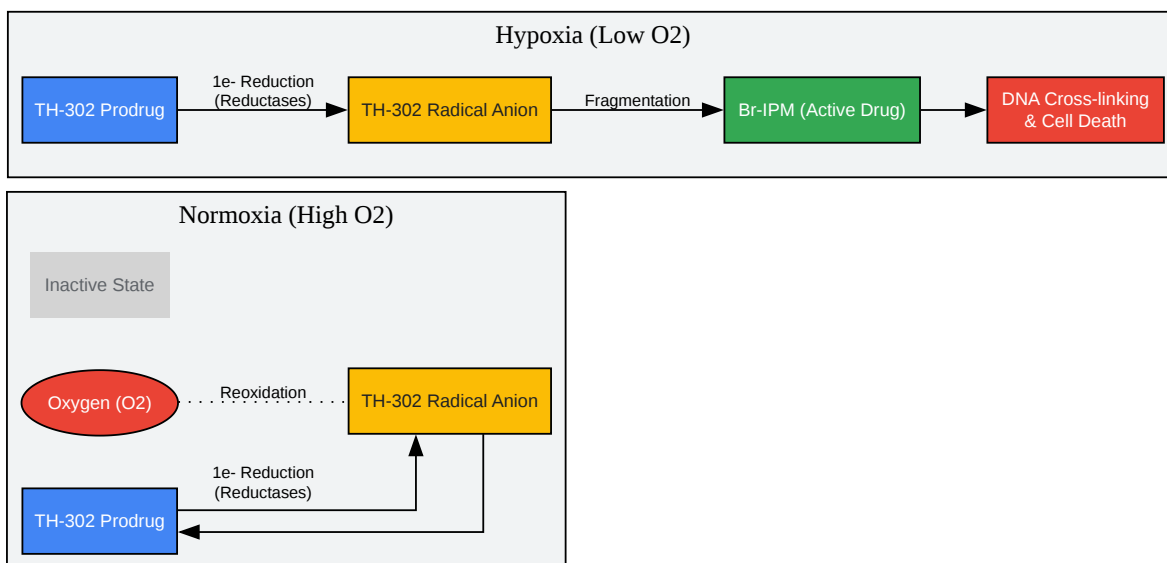 Hypoxia (Low O2)
TH-302 Prodrug
1e- Reduction
(Reductases)
TH-302 Radical Anion
Fragmentation
Br-IPM (Active Drug)
DNA Cross-linking
& Cell Death
Normoxia (High O2)
Inactive State
Oxygen (O2)
Reoxidation
TH-302 Radical Anion
1e- Reduction
(Reductases)
TH-302 Prodrug